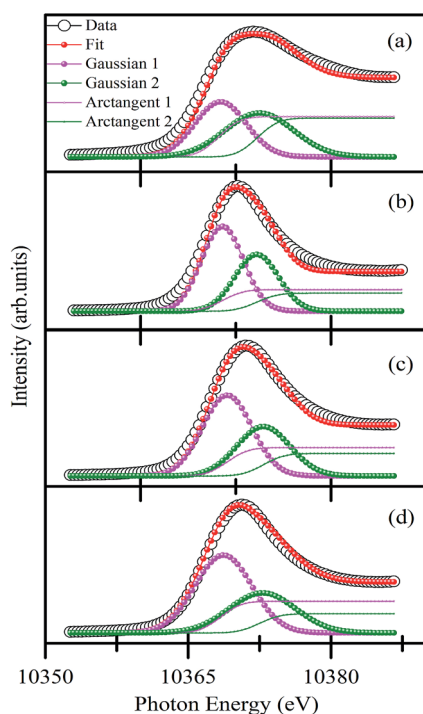 Data
Fit
Gaussian 1
Gaussian 2
Arctangent 1
Arctangent 2
(a)
(b)
(c)
(d)
Intensity (arb.units)
10350 10365 10380
Photon Energy (eV)